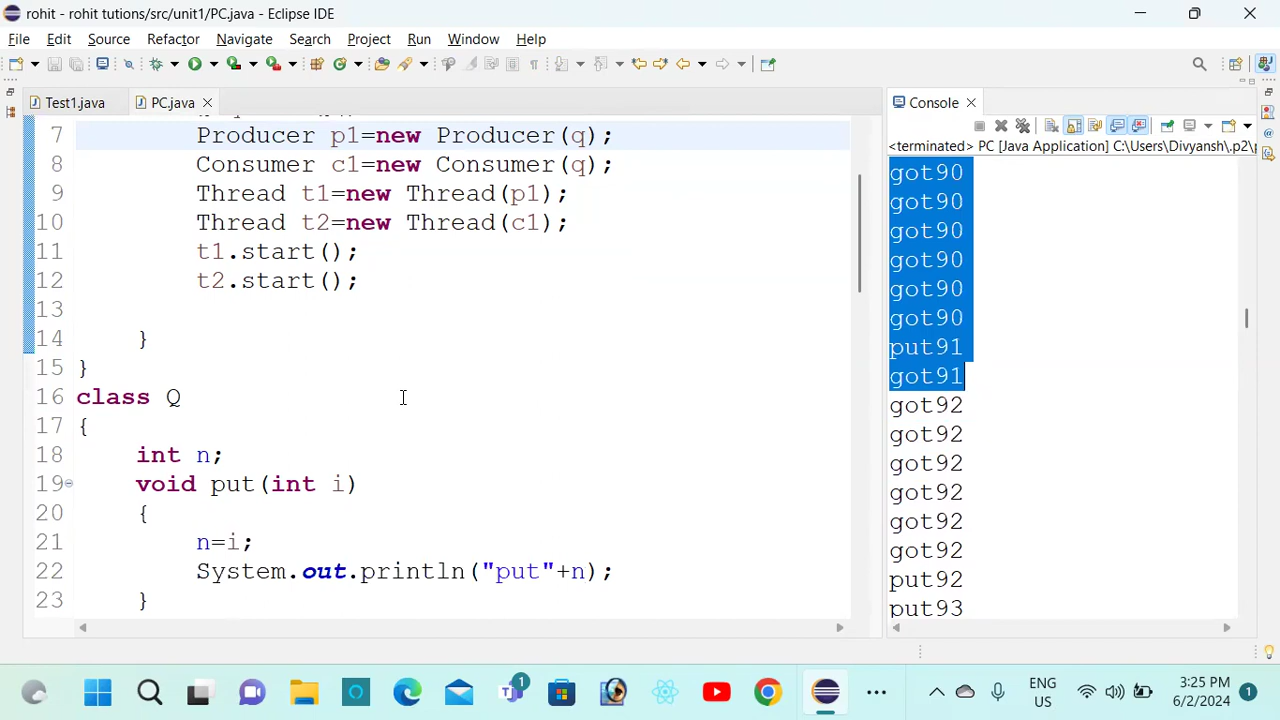 rohit - rohit tutions/src/unit1/PC.java - Eclipse IDE
File Edit Source Refactor Navigate Search Project Run Window Help
Test1.java
PC.java
7 Producer p1=new Producer(q);
8 Consumer c1=new Consumer(q);
9 Thread t1=new Thread(p1);
10 Thread t2=new Thread(c1);
11 t1.start();
12 t2.start();
13
14 }
15 }
16 class Q
17 {
18 int n;
19 void put(int i)
20 {
21 n=i;
22 System.out.println("put"+n);
23 }
Console
<terminated> PC [Java Application] C:\Users\Divyansh\.p2\p
got90
got90
got90
got90
got90
got90
put91
got91
got92
got92
got92
got92
got92
got92
put92
put93
1
ENG
US
3:25 PM
6/2/2024
1